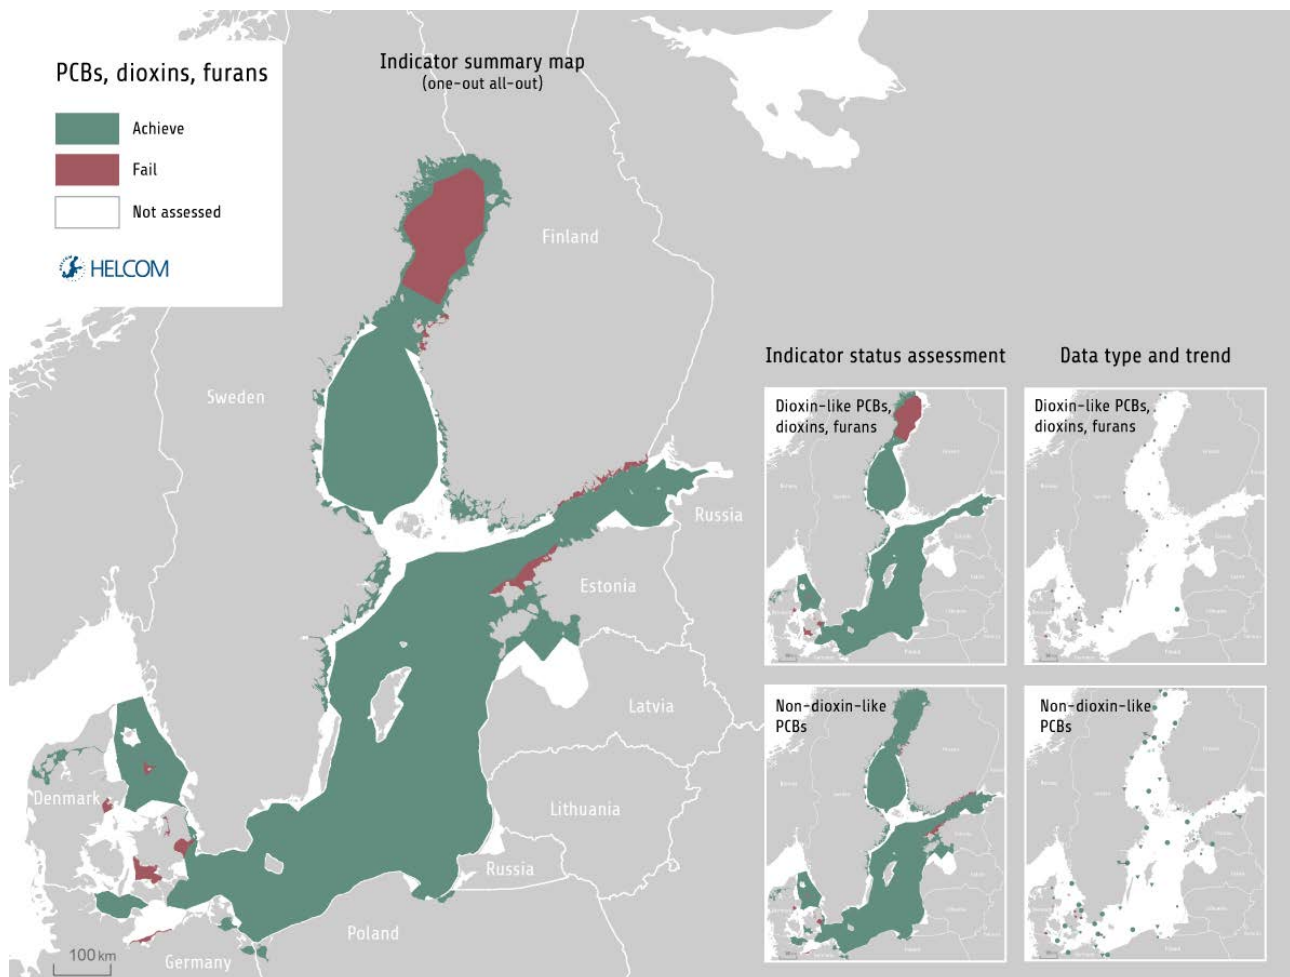 PCBs, dioxins, furans
Achieve
Fail
Not assessed
HELCOM
Indicator summary map
(one-out all-out)
Finland
Sweden
Russia
Estonia
Latvia
Denmark
Lithuania
Russia
Poland
Germany
100 km
Indicator status assessment
Data type and trend
Dioxin-like PCBs,
dioxins, furans
Dioxin-like PCBs,
dioxins, furans
Non-dioxin-like
PCBs
Non-dioxin-like
PCBs